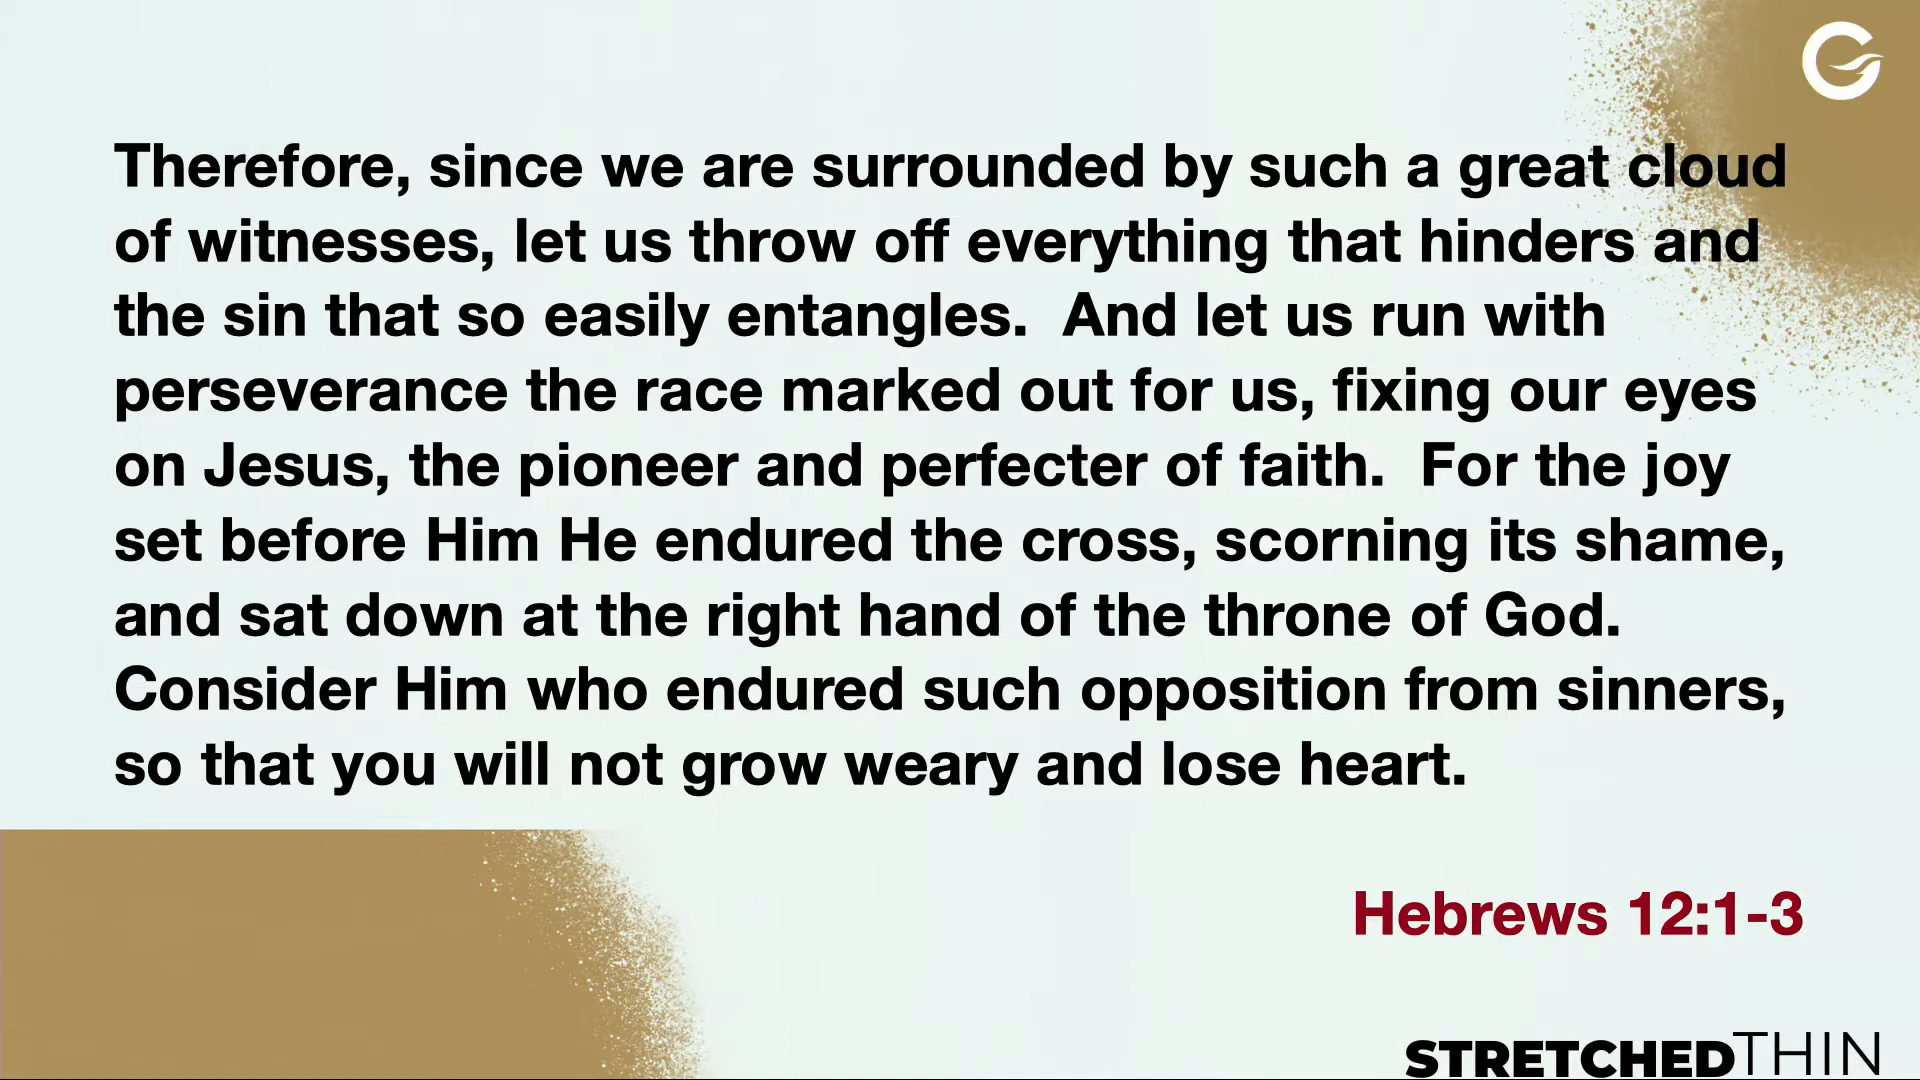 Therefore, since we are surrounded by such a great cloud
of witnesses, let us throw off everything that hinders and
the sin that so easily entangles.  And let us run with
perseverance the race marked out for us, fixing our eyes
on Jesus, the pioneer and perfecter of faith.  For the joy
set before Him He endured the cross, scorning its shame,
and sat down at the right hand of the throne of God.
Consider Him who endured such opposition from sinners,
so that you will not grow weary and lose heart.
Hebrews 12:1-3
STRETCHEDTHIN